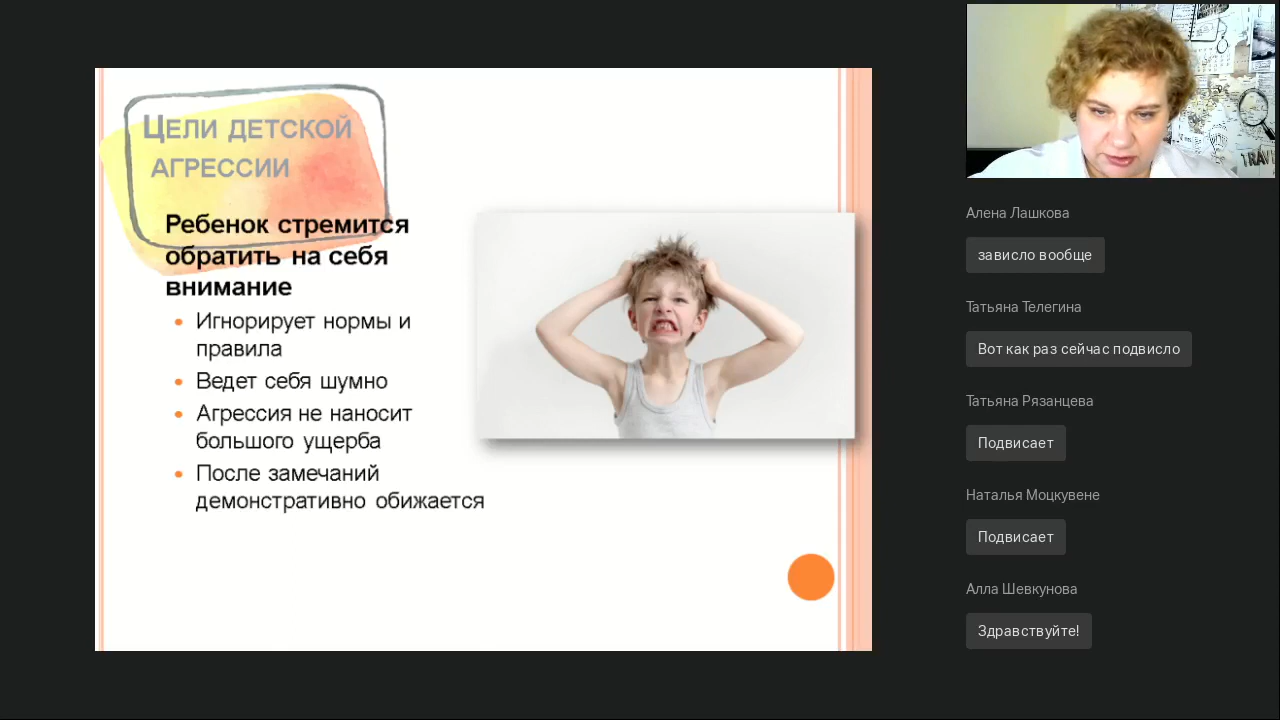 Цели детской
агрессии
Ребенок стремится
обратить на себя
внимание
Игнорирует нормы и
правила
Ведет себя шумно
Агрессия не наносит
большого ущерба
После замечаний
демонстративно обижается
TRAV
Алена Лашкова
зависло вообще
Татьяна Телегина
Вот как раз сейчас подвисло
Татьяна Рязанцева
Подвисает
Наталья Моцкувене
Подвисает
Алла Шевкунова
Здравствуйте!